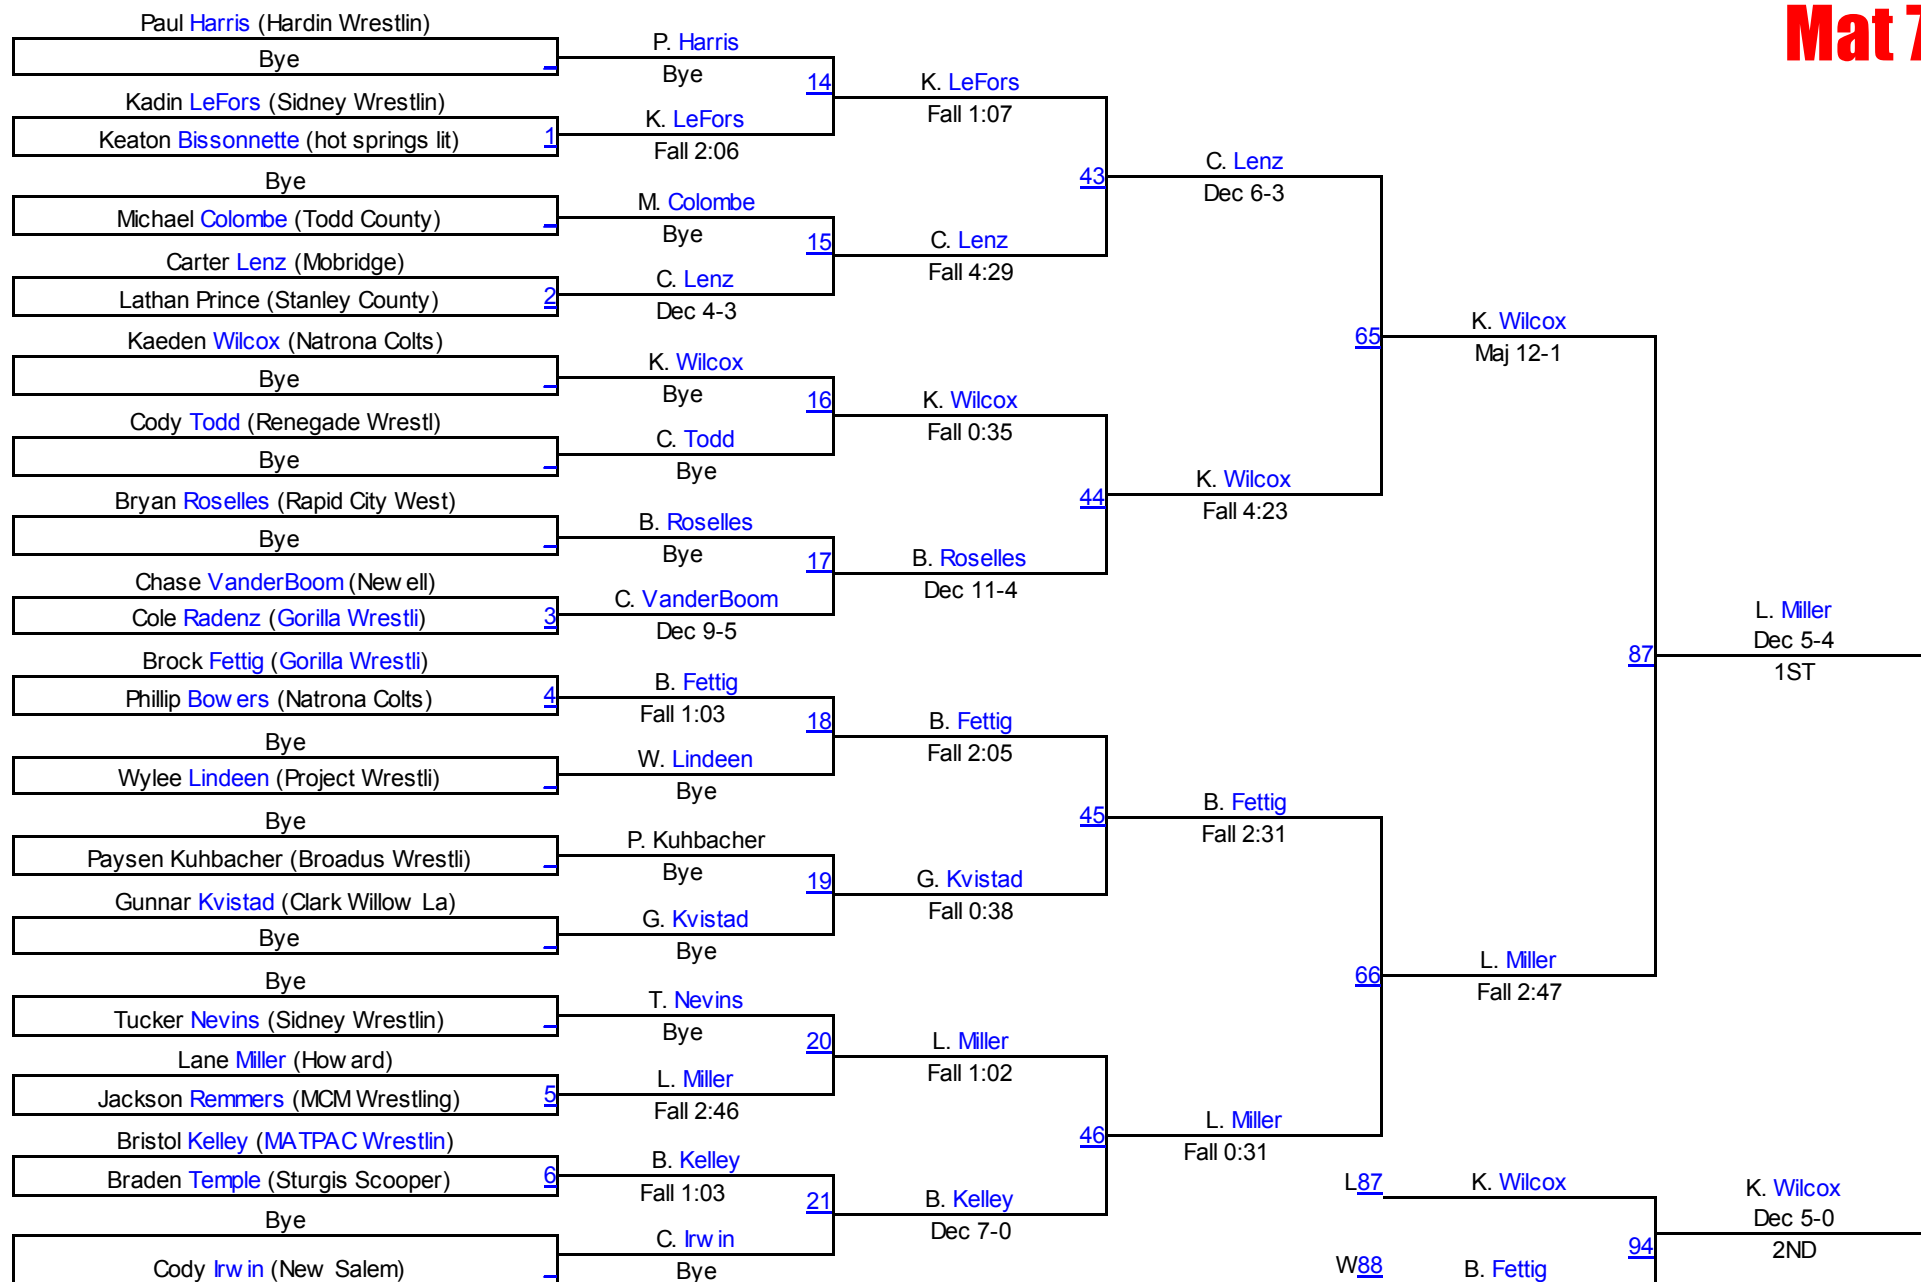 Mat 7
Paul Harris (Hardin Wrestlin)
Bye
Kadin LeFors (Sidney Wrestlin)
1
Keaton Bissonnette (hot springs lit)
Bye
Michael Colombe (Todd County)
Carter Lenz (Mobridge)
2
Lathan Prince (Stanley County)
Kaeden Wilcox (Natrona Colts)
Bye
Cody Todd (Renegade Wrestl)
Bye
Bryan Roselles (Rapid City West)
Bye
Chase VanderBoom (Newell)
3
Cole Radenz (Gorilla Wrestli)
Brock Fettig (Gorilla Wrestli)
4
Phillip Bowers (Natrona Colts)
Bye
Wylee Lindeen (Project Wrestli)
Bye
Paysen Kuhbacher (Broadus Wrestli)
Gunnar Kvistad (Clark Willow La)
Bye
Bye
Tucker Nevins (Sidney Wrestlin)
Lane Miller (Howard)
5
Jackson Remmers (MCM Wrestling)
Bristol Kelley (MATPAC Wrestlin)
6
Braden Temple (Sturgis Scooper)
Bye
Cody Irwin (New Salem)
P. Harris
Bye
14
K. LeFors
Fall 2:06
M. Colombe
Bye
15
C. Lenz
Dec 4-3
K. Wilcox
Bye
16
C. Todd
Bye
B. Roselles
Bye
17
C. VanderBoom
Dec 9-5
B. Fettig
Fall 1:03
18
W. Lindeen
Bye
P. Kuhbacher
Bye
19
G. Kvistad
Bye
T. Nevins
Bye
20
L. Miller
Fall 2:46
B. Kelley
Fall 1:03
21
C. Irwin
Bye
K. LeFors
Fall 1:07
43
C. Lenz
Fall 4:29
K. Wilcox
Fall 0:35
44
B. Roselles
Dec 11-4
B. Fettig
Fall 2:05
45
G. Kvistad
Fall 0:38
L. Miller
Fall 1:02
46
B. Kelley
Dec 7-0
C. Lenz
Dec 6-3
65
K. Wilcox
Fall 4:23
B. Fettig
Fall 2:31
66
L. Miller
Fall 0:31
K. Wilcox
Maj 12-1
87
L. Miller
Fall 2:47
L. Miller
Dec 5-4
1ST
L87
K. Wilcox
94
W88
B. Fettig
K. Wilcox
Dec 5-0
2ND